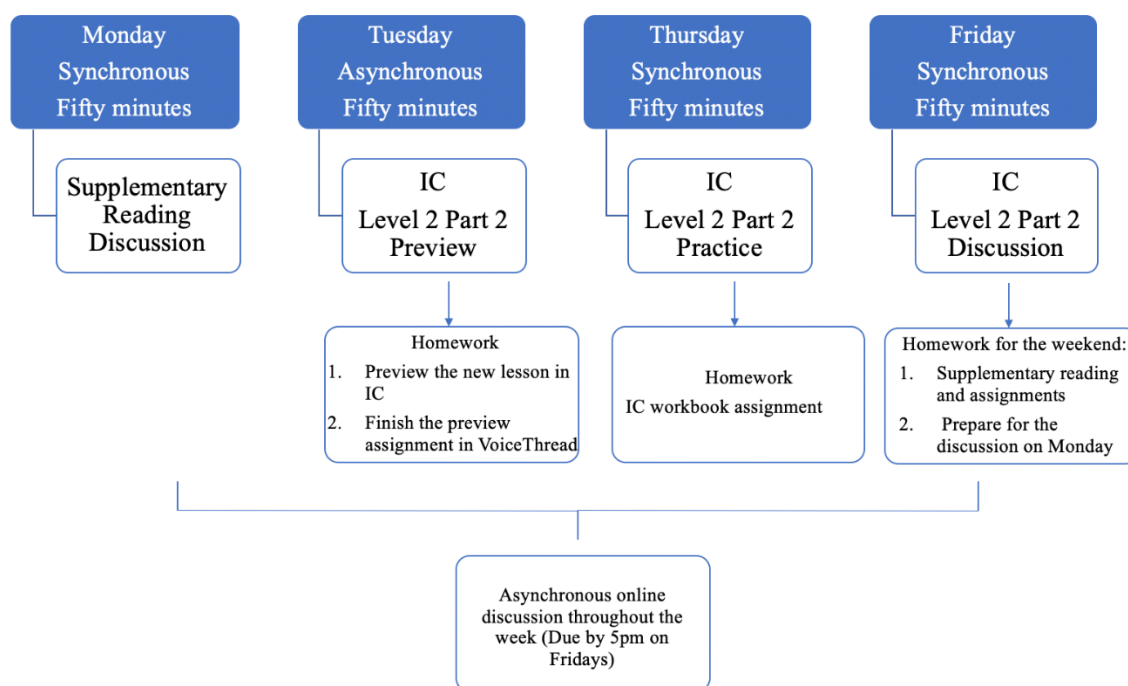 Monday
Synchronous
Fifty minutes
Supplementary
Reading
Discussion
Tuesday
Asynchronous
Fifty minutes
IC
Level 2 Part 2
Preview
Homework
1. Preview the new lesson in
IC
2. Finish the preview
assignment in VoiceThread
Thursday
Synchronous
Fifty minutes
IC
Level 2 Part 2
Practice
Homework
IC workbook assignment
Friday
Synchronous
Fifty minutes
IC
Level 2 Part 2
Discussion
Homework for the weekend:
1. Supplementary reading
and assignments
2. Prepare for the
discussion on Monday
Asynchronous online
discussion throughout the
week (Due by 5pm on
Fridays)